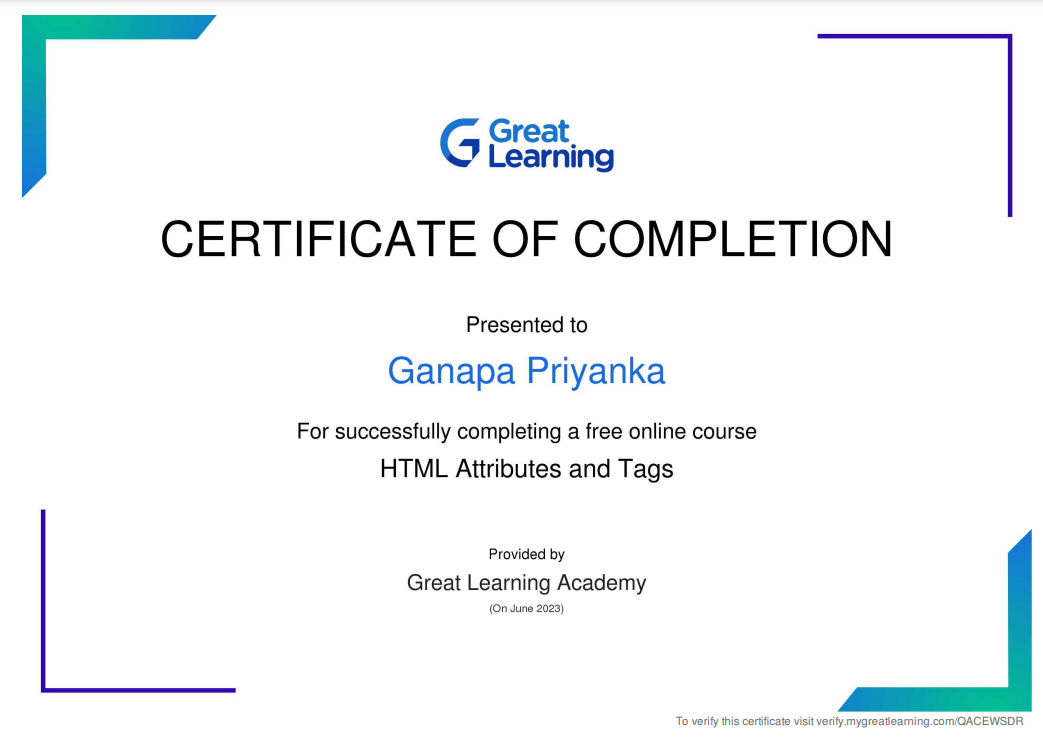 Great
Learning
CERTIFICATE OF COMPLETION
Presented to
Ganapa Priyanka
For successfully completing a free online course
HTML Attributes and Tags
Provided by
Great Learning Academy
(On June 2023)
To verify this certificate visit verify.mygreatlearning.com/QACEWSDR